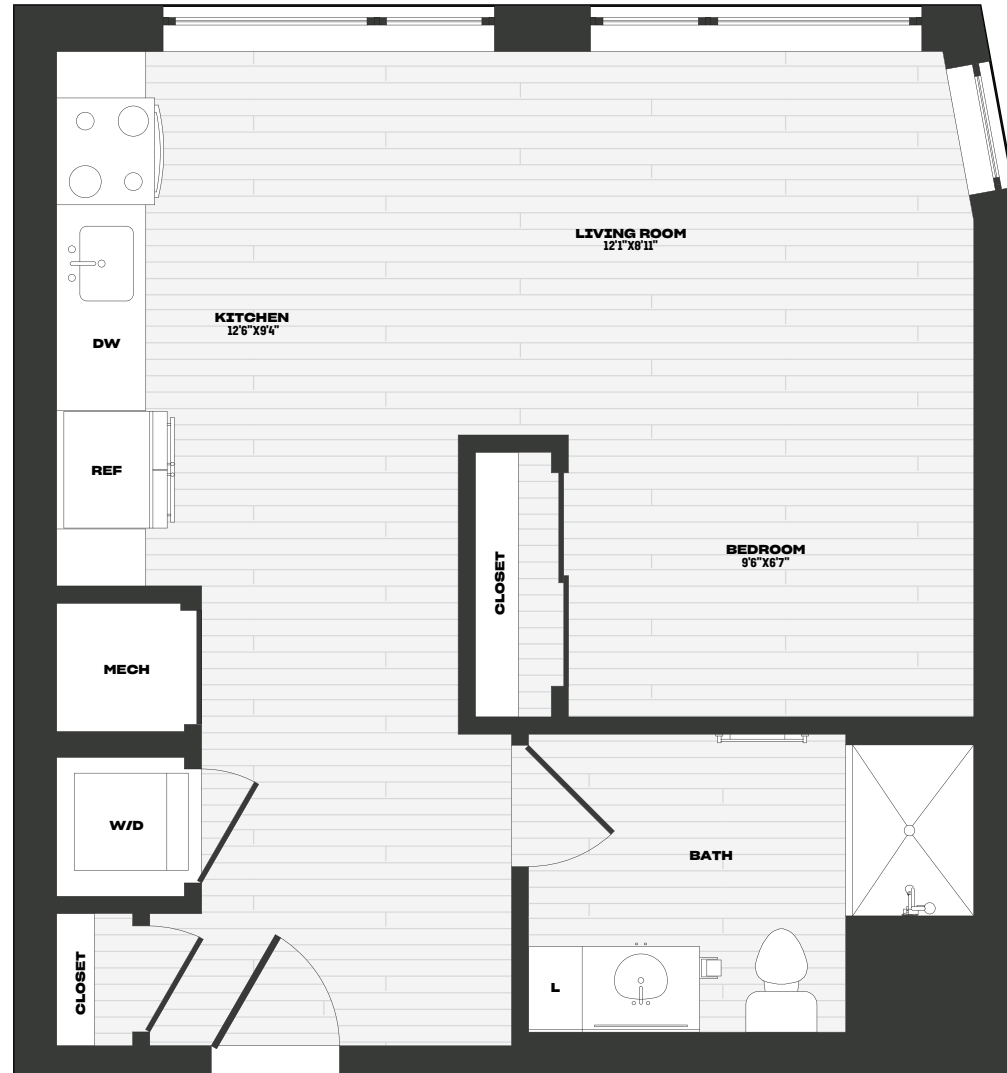 LIVING ROOM
12'1"X8'11"
KITCHEN
12'6"X9'4"
DW
REF
BEDROOM
9'6"X6'7"
CLOSET
MECH
W/D
BATH
CLOSET
L